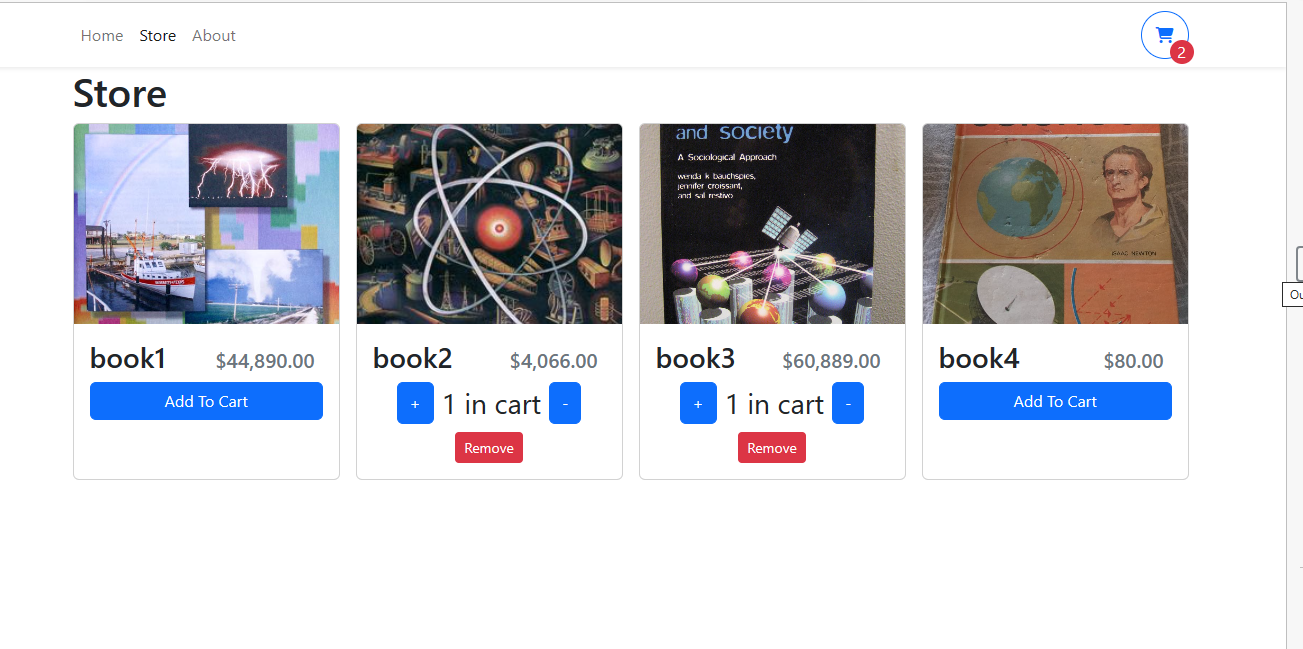 Home Store About
2
Store
and society
A Sociological Approach
wenda k bauchspies,
jennifer croissant,
and sal restivo
ISAAC NEWTON
book1 $44,890.00
book2 $4,066.00
book3 $60,889.00
book4 $80.00
Add To Cart
+ 1 in cart -
+ 1 in cart -
Add To Cart
Remove
Remove